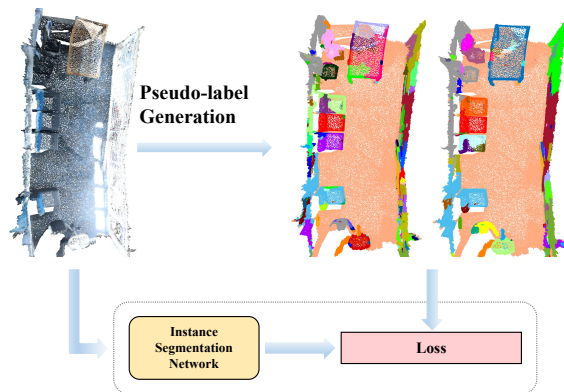 Pseudo-label
Generation
Instance
Segmentation
Network
Loss